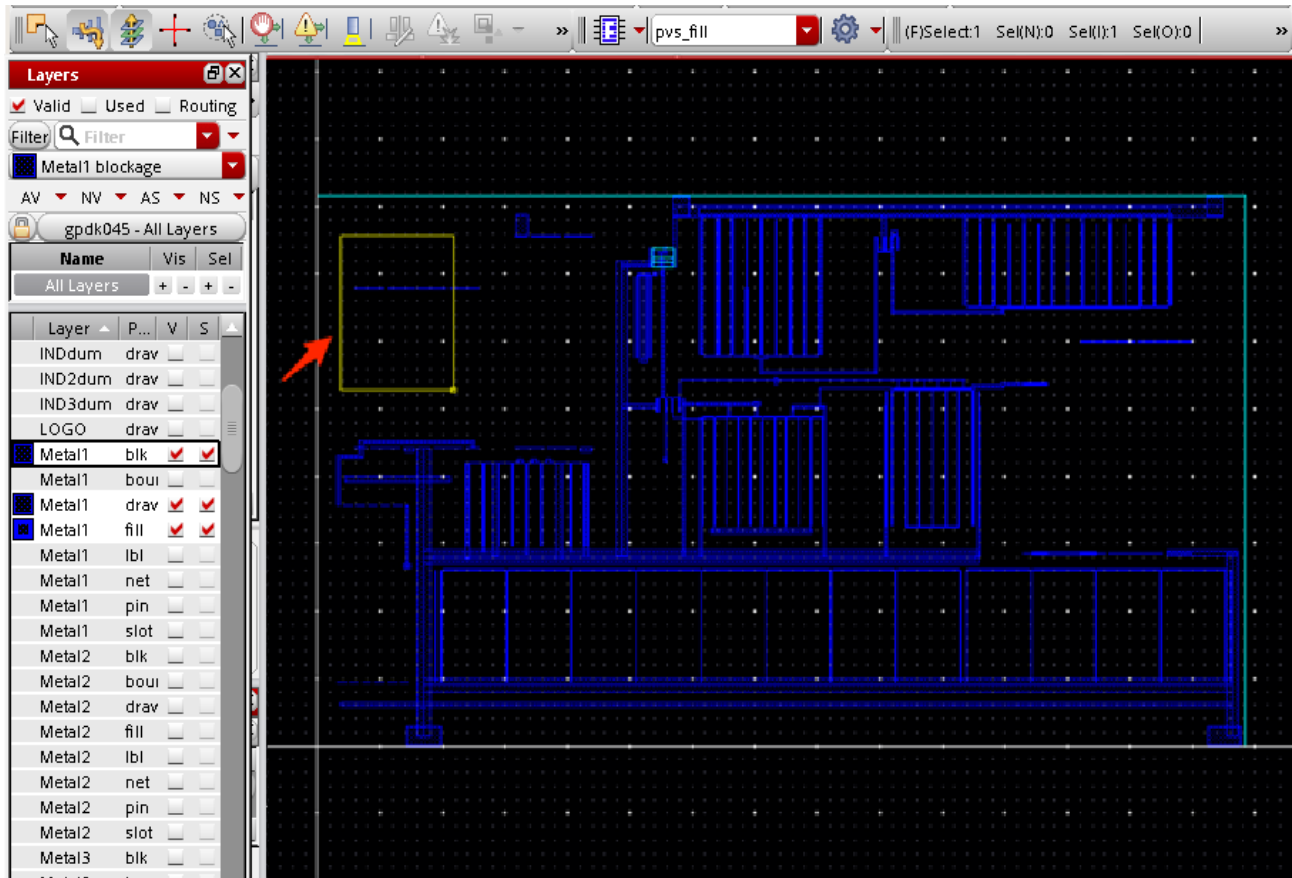 pvs_fill
(F)Select:1 Sel(N):0 Sel(I):1 Sel(O):0
»
»
Layers
Valid Used Routing
Filter Filter
Metal1 blockage
AV NV AS NS
gpdk045 - All Layers
Name Vis Sel
All Layers + - + -
Layer P... V S
INDdum drav
IND2dum drav
IND3dum drav
LOGO drav
Metal1 blk
Metal1 boui
Metal1 drav
Metal1 fill
Metal1 lbl
Metal1 net
Metal1 pin
Metal1 slot
Metal2 blk
Metal2 boui
Metal2 drav
Metal2 fill
Metal2 lbl
Metal2 net
Metal2 pin
Metal2 slot
Metal3 blk